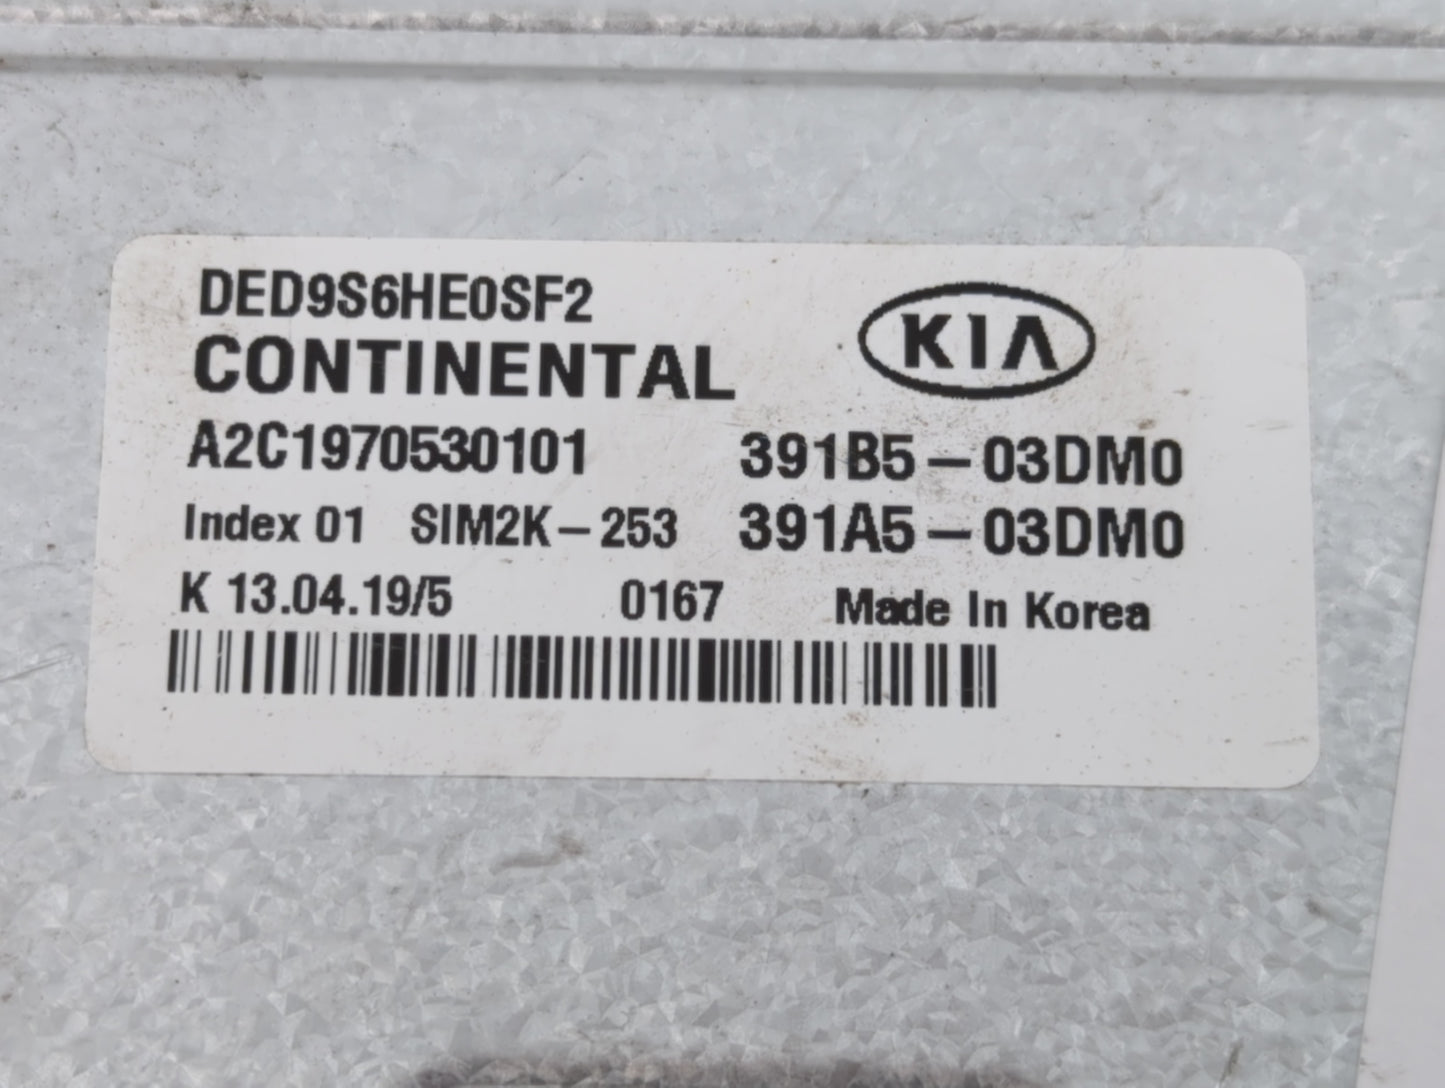 DED9S6HE0SF2
KIA
CONTINENTAL
A2C1970530101 391B5-03DM0
Index 01 SIM2K-253 391A5-03DM0
K 13.04.19/5 0167 Made In Korea